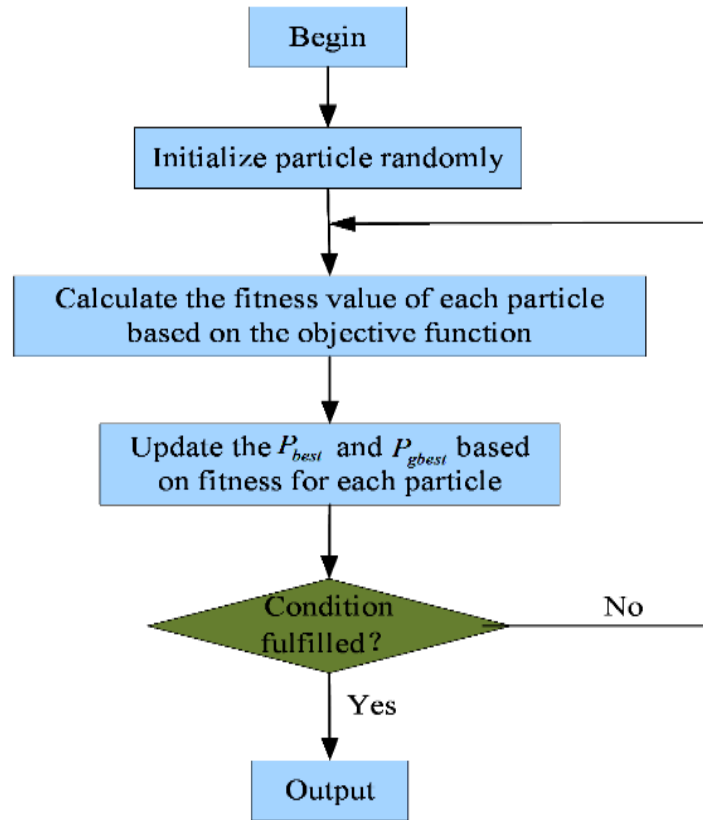 Begin
Initialize particle randomly
Calculate the fitness value of each particle
based on the objective function
Update the P_best and P_gbest based
on fitness for each particle
Condition
fulfilled?
No
Yes
Output